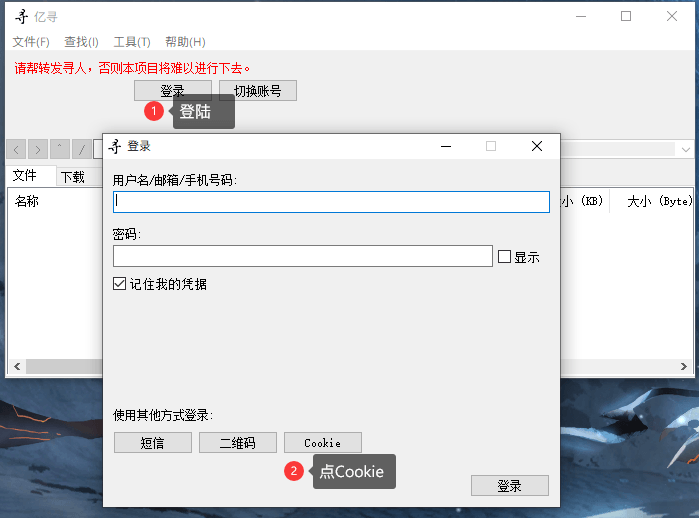 寻 亿寻
文件(F) 查找(I) 工具(T) 帮助(H)
请帮转发寻人，否则本项目将难以进行下去。
登录 切换账号
1 登陆
< > ^ /
文件 下载
名称 小 (KB) 大小 (Byte)
寻 登录
用户名/邮箱/手机号码:
密码:
显示
记住我的凭据
使用其他方式登录:
短信 二维码 Cookie
2 点Cookie
登录